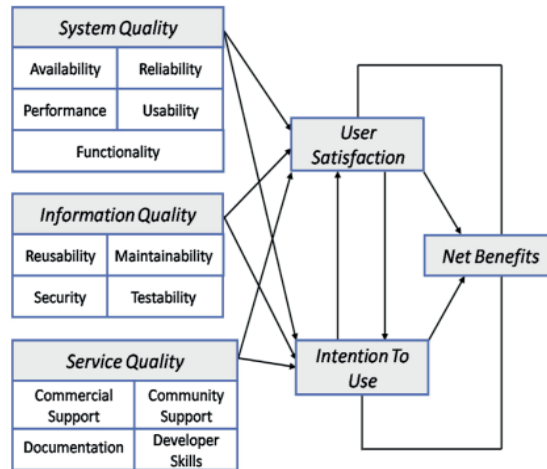 System Quality
Availability
Reliability
Performance
Usability
Functionality
Information Quality
Reusability
Maintainability
Security
Testability
Service Quality
Commercial
Support
Community
Support
Documentation
Developer
Skills
User
Satisfaction
Intention To
Use
Net Benefits